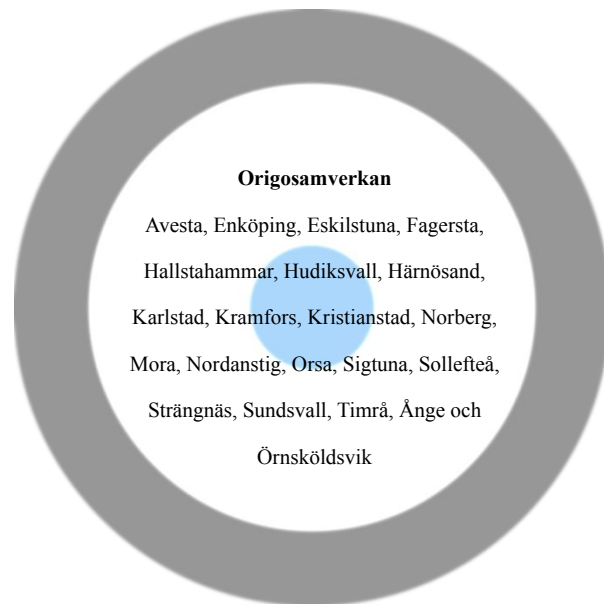 Origosamverkan
Avesta, Enköping, Eskilstuna, Fagersta,
Hallstahammar, Hudiksvall, Härnösand,
Karlstad, Kramfors, Kristianstad, Norberg,
Mora, Nordanstig, Orsa, Sigtuna, Sollefteå,
Strängnäs, Sundsvall, Timrå, Ånge och
Örnsköldsvik